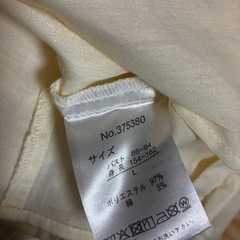 No.375380
サイズ
バスト 86-94
身長 154-162
L
ポリエステル 97%
綿 3%